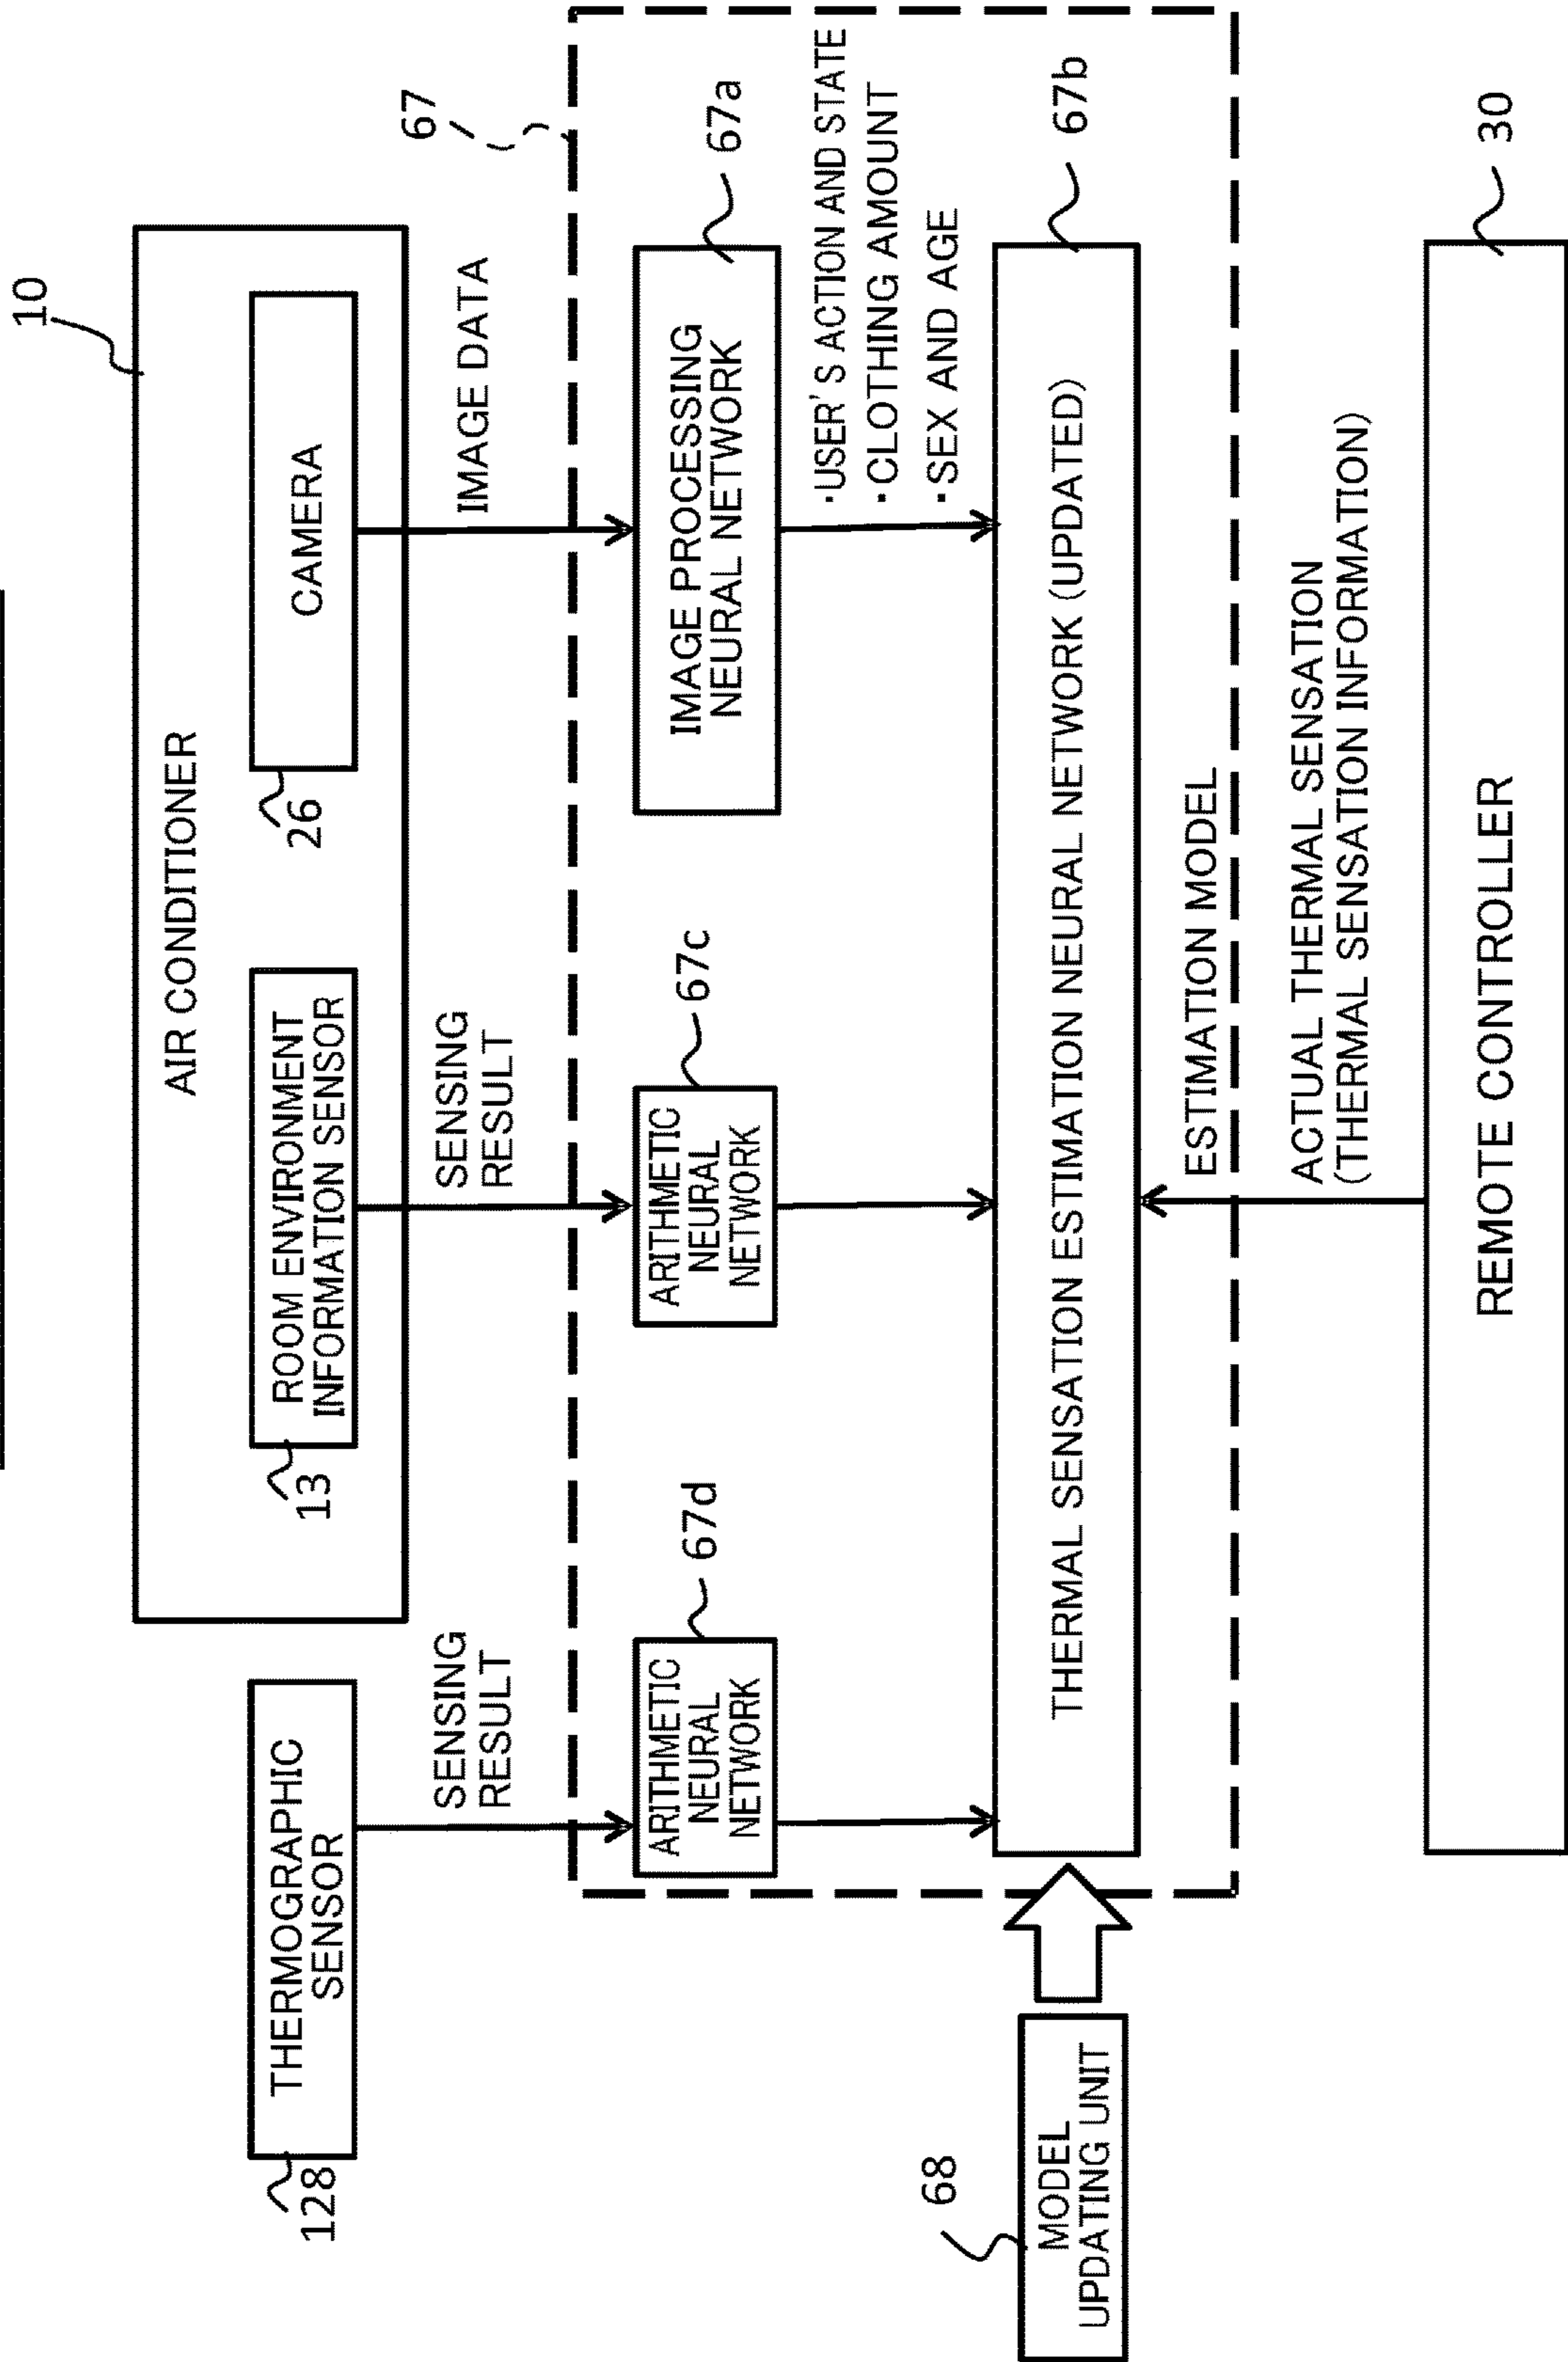 10
AIR CONDITIONER
THERMOGRAPHIC
SENSOR
128
ROOM ENVIRONMENT
INFORMATION SENSOR
13
CAMERA
26
SENSING
RESULT
SENSING
RESULT
IMAGE DATA
67
ARITHMETIC
NEURAL
NETWORK
67d
ARITHMETIC
NEURAL
NETWORK
67c
IMAGE PROCESSING
NEURAL NETWORK
67a
・USER'S ACTION AND STATE
・CLOTHING AMOUNT
・SEX AND AGE
68
MODEL
UPDATING UNIT
THERMAL SENSATION ESTIMATION NEURAL NETWORK (UPDATED)
67b
ESTIMATION MODEL
ACTUAL THERMAL SENSATION
(THERMAL SENSATION INFORMATION)
REMOTE CONTROLLER
30